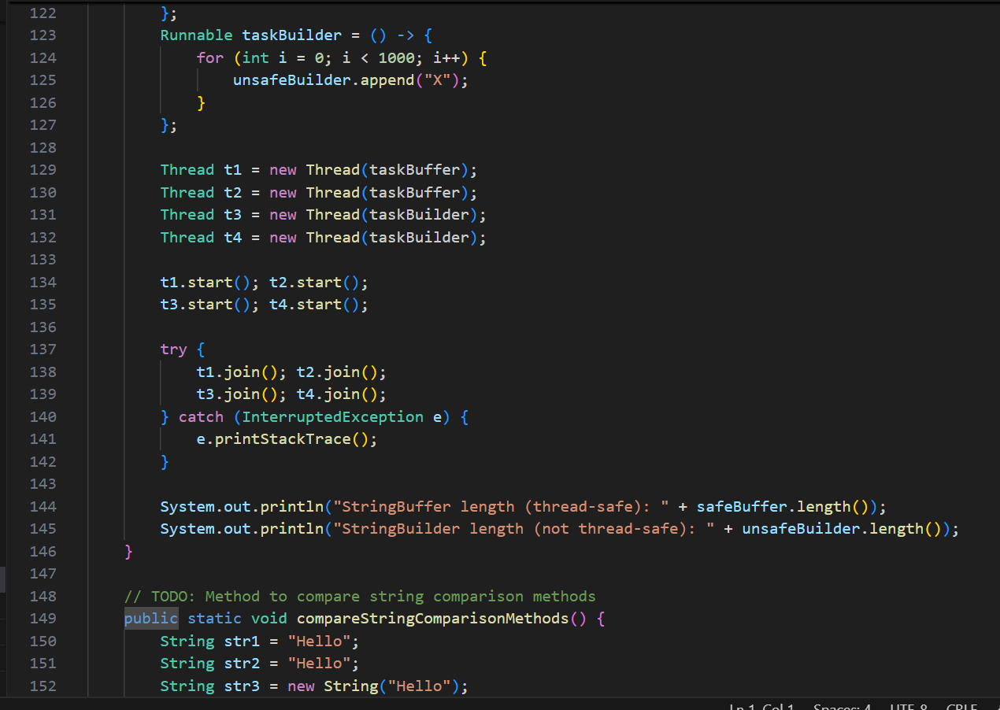 122 };
123 Runnable taskBuilder = () -> {
124 for (int i = 0; i < 1000; i++) {
125 unsafeBuilder.append("X");
126 }
127 };
128
129 Thread t1 = new Thread(taskBuffer);
130 Thread t2 = new Thread(taskBuffer);
131 Thread t3 = new Thread(taskBuilder);
132 Thread t4 = new Thread(taskBuilder);
133
134 t1.start(); t2.start();
135 t3.start(); t4.start();
136
137 try {
138 t1.join(); t2.join();
139 t3.join(); t4.join();
140 } catch (InterruptedException e) {
141 e.printStackTrace();
142 }
143
144 System.out.println("StringBuffer length (thread-safe): " + safeBuffer.length());
145 System.out.println("StringBuilder length (not thread-safe): " + unsafeBuilder.length());
146 }
147
148 // TODO: Method to compare string comparison methods
149 public static void compareStringComparisonMethods() {
150 String str1 = "Hello";
151 String str2 = "Hello";
152 String str3 = new String("Hello");
Ln 1, Col 1 Spaces: 4 UTF-8 CRLF